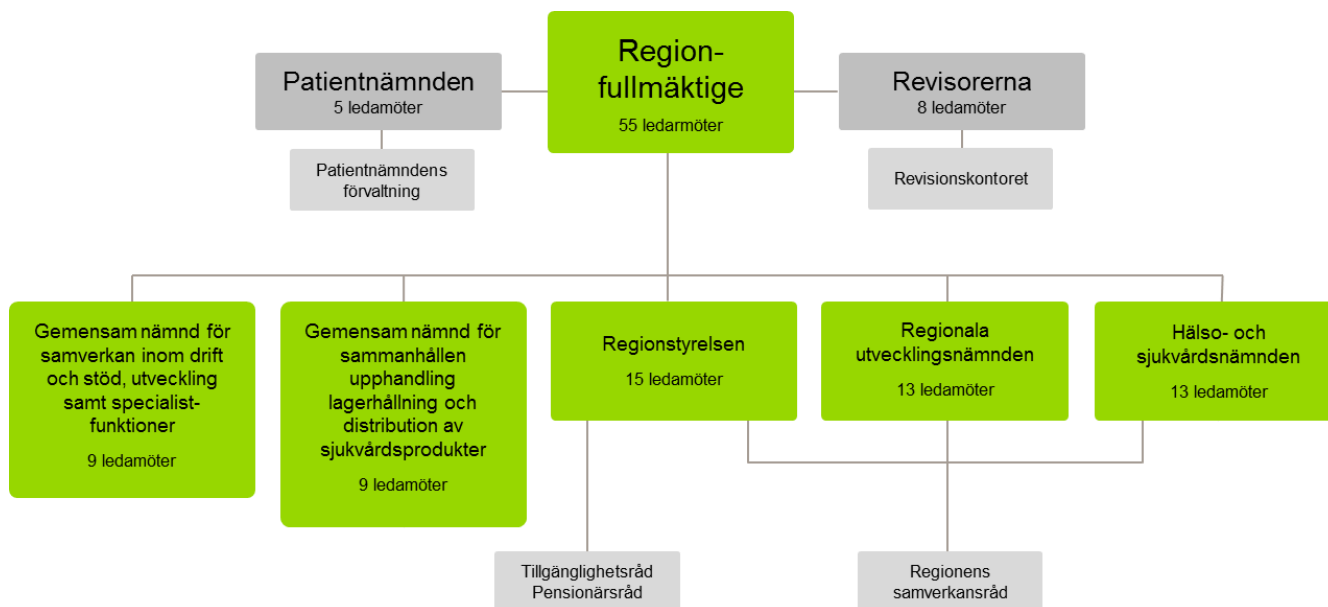 Region-
fullmäktige
55 ledarmöter
Patientnämnden
5 ledamöter
Revisorerna
8 ledamöter
Patientnämndens
förvaltning
Revisionskontoret
Gemensam nämnd för
samverkan inom drift
och stöd, utveckling
samt specialist-
funktioner
9 ledamöter
Gemensam nämnd för
sammanhållen
upphandling
lagerhållning och
distribution av
sjukvårdsprodukter
9 ledamöter
Regionstyrelsen
15 ledamöter
Regionala
utvecklingsnämnden
13 ledamöter
Hälso- och
sjukvårdsnämnden
13 ledamöter
Tillgänglighetsråd
Pensionärsråd
Regionens
samverkansråd